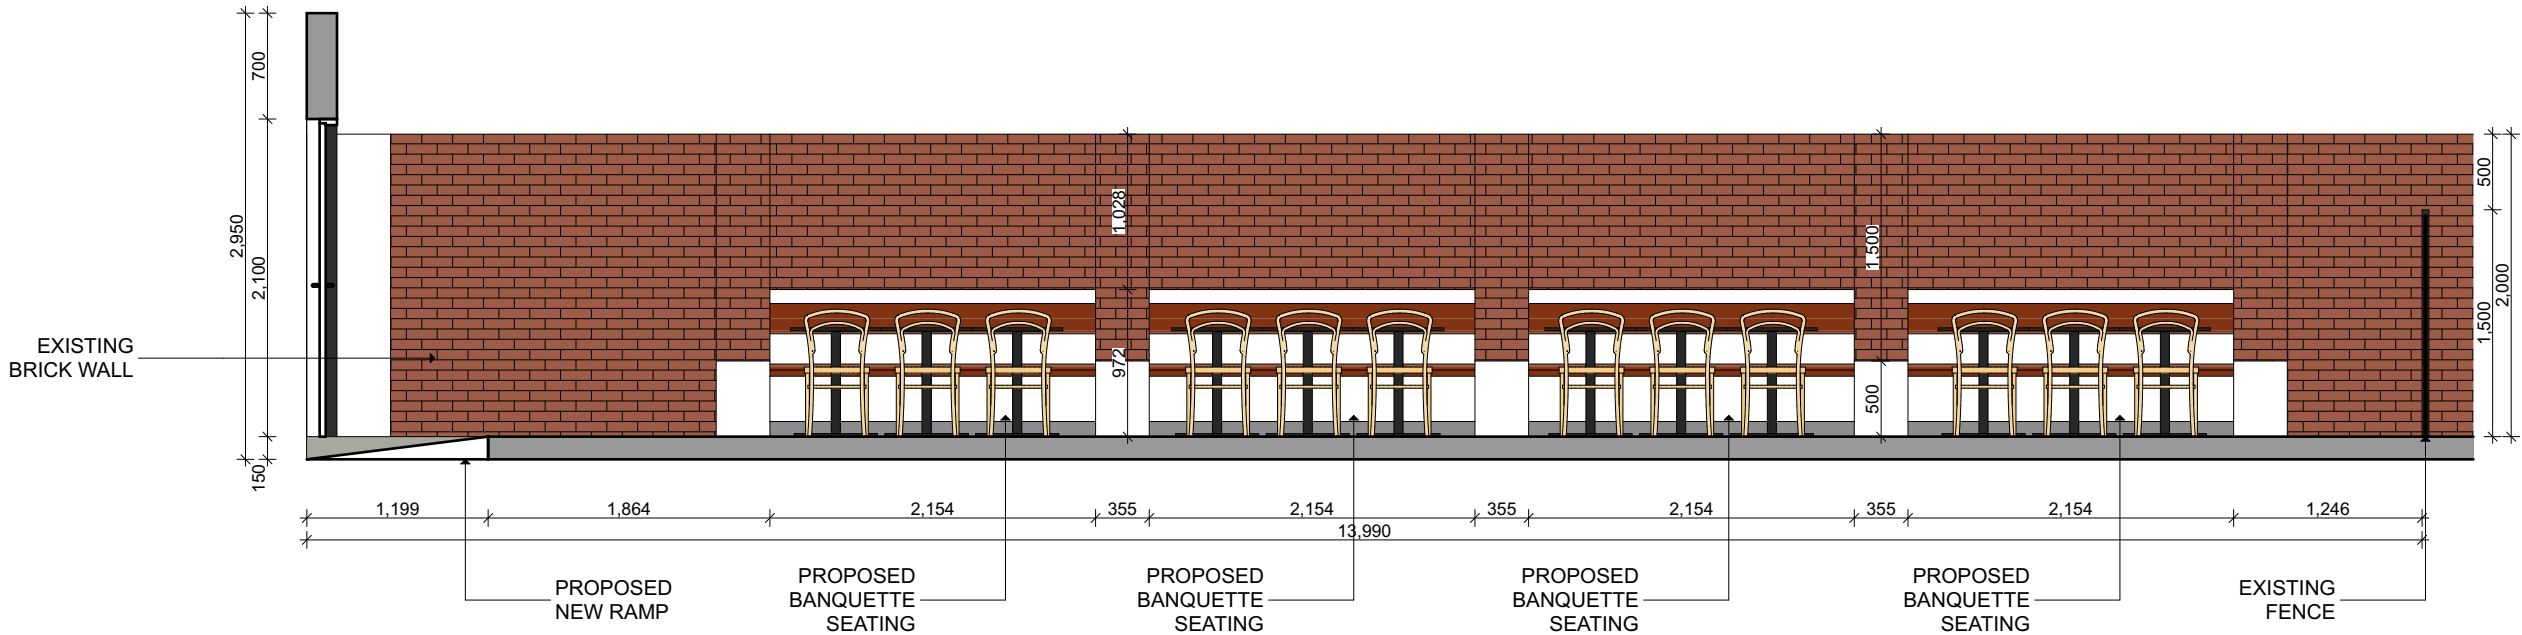 700
2,950
2,100
150
EXISTING
BRICK WALL
1,028
972
1,500
500
500
1,500
2,000
1,199
1,864
2,154
355
2,154
355
2,154
355
2,154
1,246
13,990
PROPOSED
NEW RAMP
PROPOSED
BANQUETTE
SEATING
PROPOSED
BANQUETTE
SEATING
PROPOSED
BANQUETTE
SEATING
PROPOSED
BANQUETTE
SEATING
EXISTING
FENCE